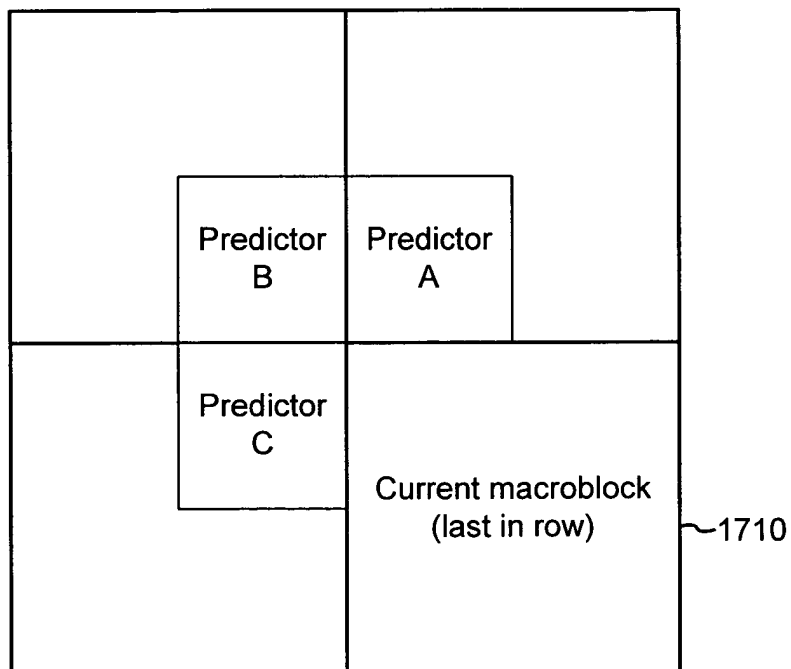 Predictor
B
Predictor
A
Predictor
C
Current macroblock
(last in row)
1710